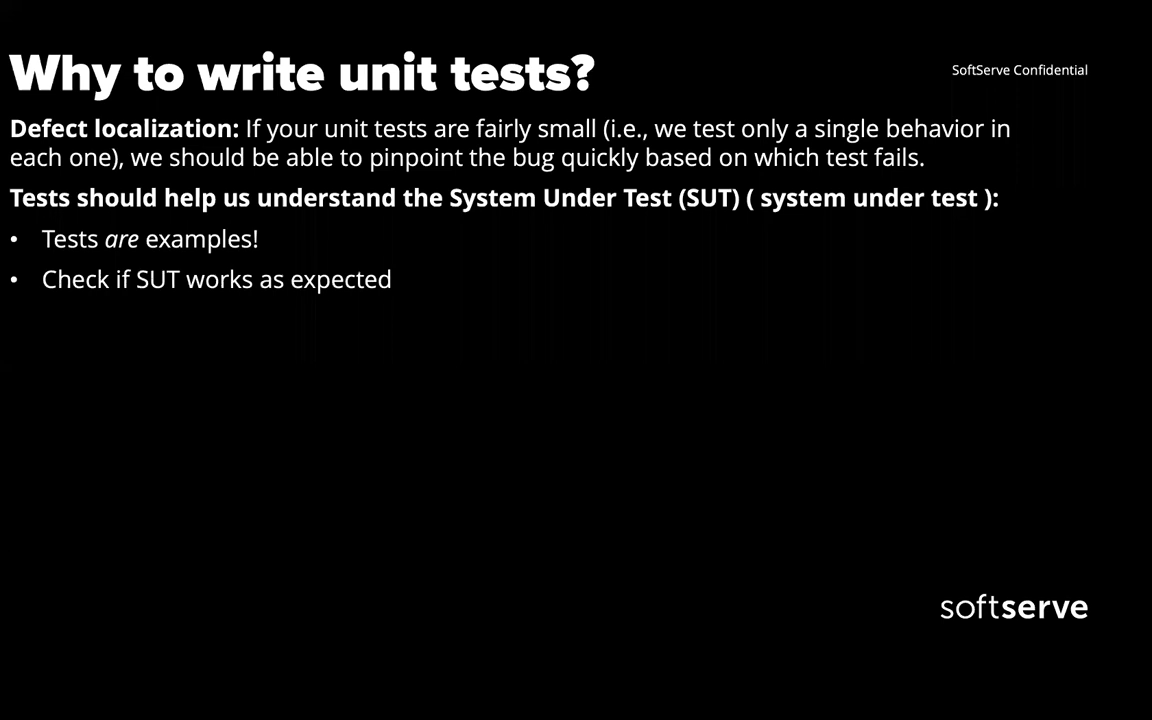 Why to write unit tests?
SoftServe Confidential
Defect localization: If your unit tests are fairly small (i.e., we test only a single behavior in
each one), we should be able to pinpoint the bug quickly based on which test fails.
Tests should help us understand the System Under Test (SUT) ( system under test ):
• Tests are examples!
• Check if SUT works as expected
softserve